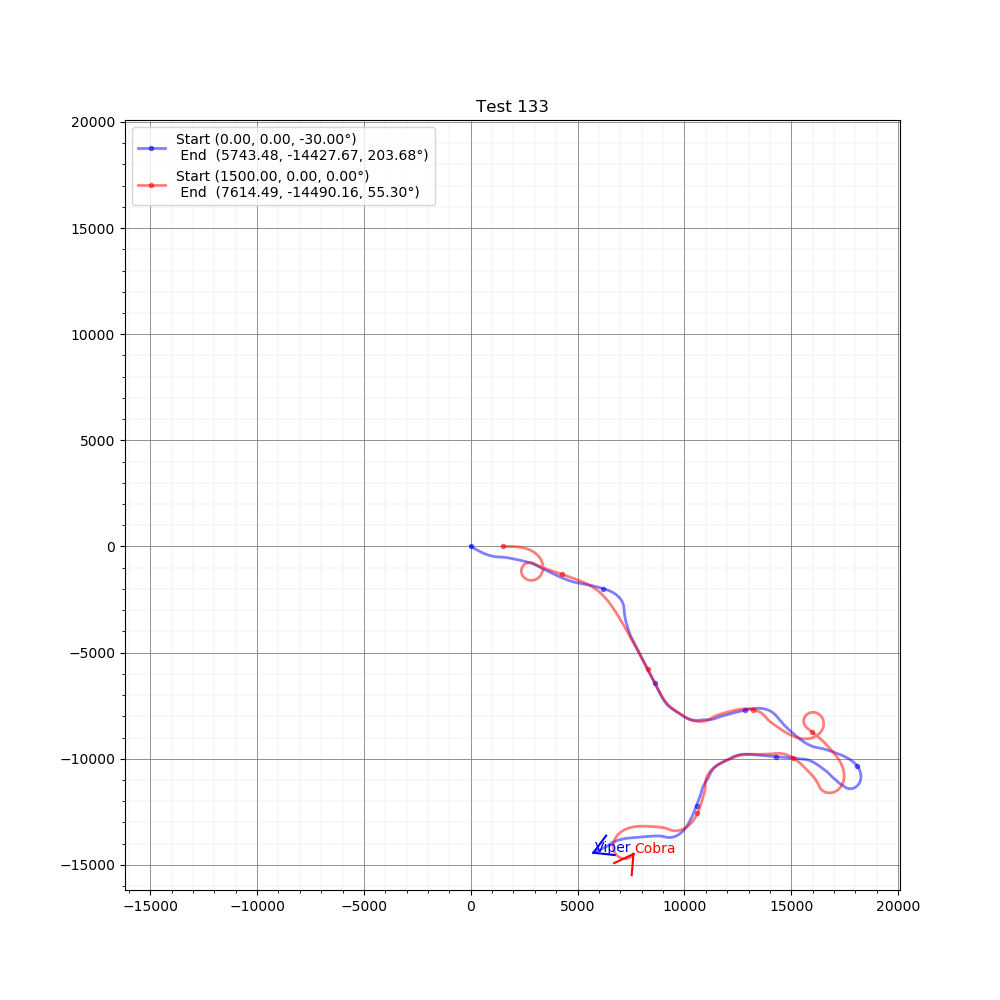 Test 133
Start (0.00, 0.00, -30.00°)
End  (5743.48, -14427.67, 203.68°)
Start (1500.00, 0.00, 0.00°)
End  (7614.49, -14490.16, 55.30°)
20000
15000
10000
5000
0
−5000
−10000
−15000
Viper
Cobra
−15000 −10000 −5000 0 5000 10000 15000 20000